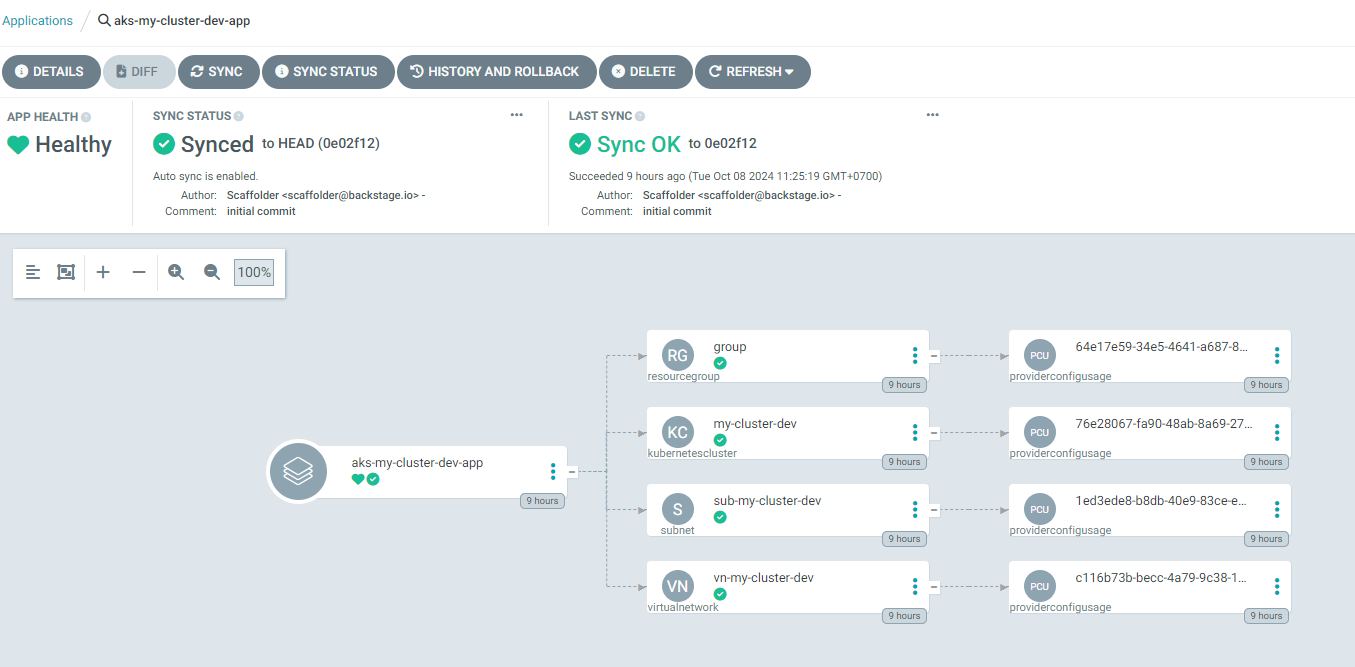 Applications aks-my-cluster-dev-app
DETAILS DIFF SYNC SYNC STATUS HISTORY AND ROLLBACK DELETE REFRESH
APP HEALTH
Healthy
SYNC STATUS
Synced to HEAD (0e02f12)
Auto sync is enabled.
Author: Scaffolder <scaffolder@backstage.io> -
Comment: initial commit
LAST SYNC
Sync OK to 0e02f12
Succeeded 9 hours ago (Tue Oct 08 2024 11:25:19 GMT+0700)
Author: Scaffolder <scaffolder@backstage.io> -
Comment: initial commit
100%
aks-my-cluster-dev-app
9 hours
RG group
resourcegroup
9 hours
PCU 64e17e59-34e5-4641-a687-8...
providerconfigusage
9 hours
KC my-cluster-dev
kubernetescluster
9 hours
PCU 76e28067-fa90-48ab-8a69-27...
providerconfigusage
9 hours
S sub-my-cluster-dev
subnet
9 hours
PCU 1ed3ede8-b8db-40e9-83ce-e...
providerconfigusage
9 hours
VN vn-my-cluster-dev
virtualnetwork
9 hours
PCU c116b73b-becc-4a79-9c38-1...
providerconfigusage
9 hours